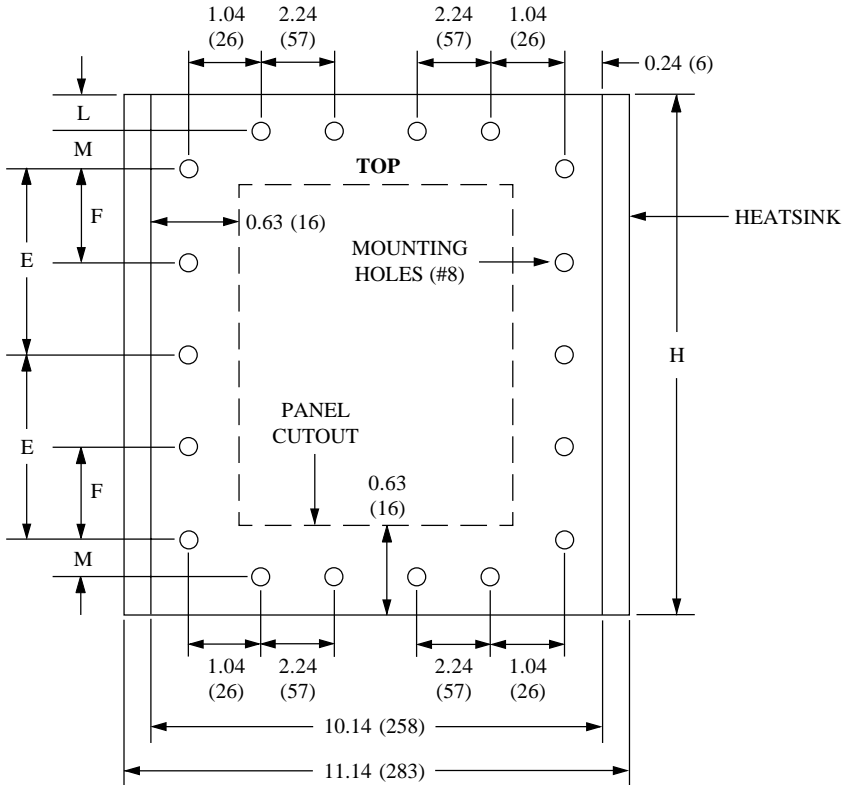 1.04
(26)
2.24
(57)
2.24
(57)
1.04
(26)
0.24 (6)
L
M
TOP
F
0.63 (16)
HEATSINK
MOUNTING
HOLES (#8)
E
H
PANEL
CUTOUT
E
0.63
(16)
F
M
1.04
(26)
2.24
(57)
2.24
(57)
1.04
(26)
10.14 (258)
11.14 (283)